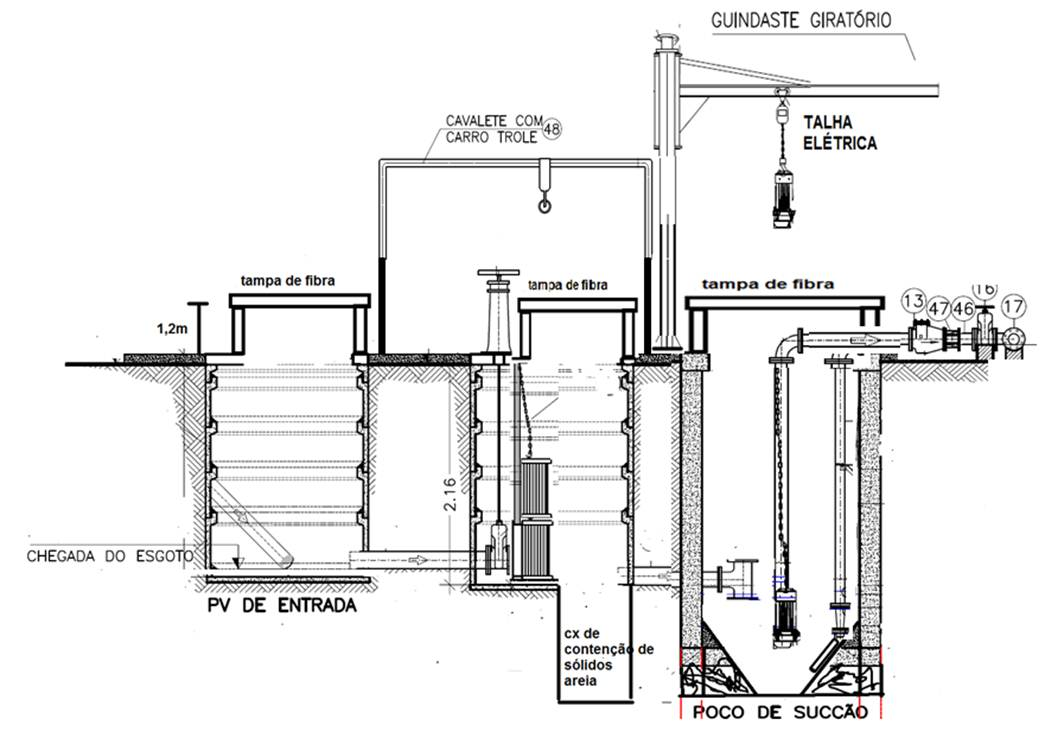 GUINDASTE GIRATÓRIO
CAVALETE COM
CARRO TROLE
48
TALHA
ELÉTRICA
tampa de fibra
tampa de fibra
tampa de fibra
1,2m
13
47
46
16
17
2.16
CHEGADA DO ESGOTO
PV DE ENTRADA
cx de
contenção de
sólidos
areia
POCO DE SUCCÃO